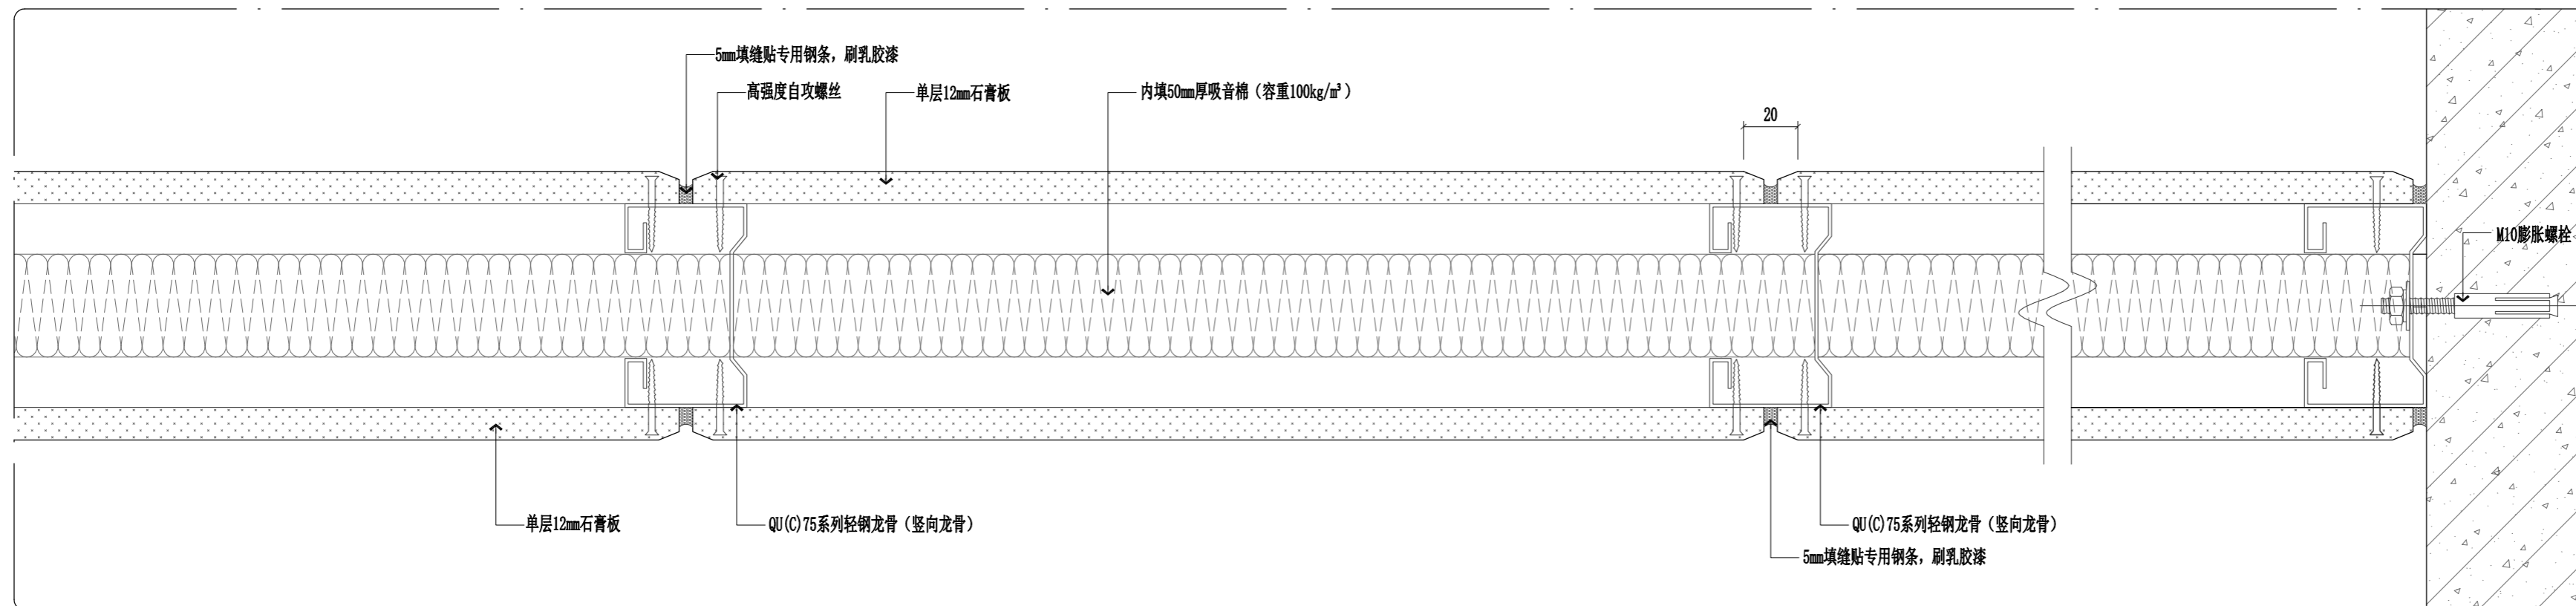 5mm填缝贴专用钢条，刷乳胶漆
高强度自攻螺丝
单层12mm石膏板
内填50mm厚吸音棉（容重100kg/m³）
20
M10膨胀螺栓
单层12mm石膏板
QU(C)75系列轻钢龙骨（竖向龙骨）
QU(C)75系列轻钢龙骨（竖向龙骨）
5mm填缝贴专用钢条，刷乳胶漆